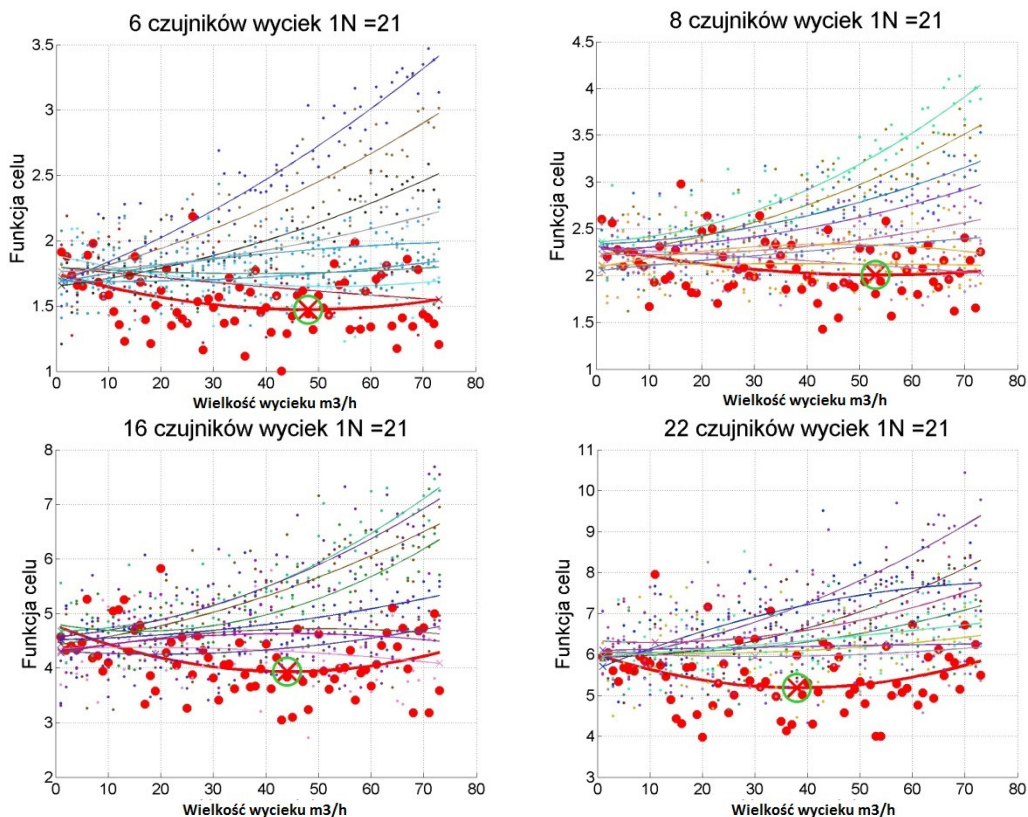 6 czujników wyciek 1N =21
3.5
3
2.5
2
1.5
1
Funkcja celu
0 10 20 30 40 50 60 70 80
Wielkość wycieku m3/h
8 czujników wyciek 1N =21
4.5
4
3.5
3
2.5
2
1.5
1
Funkcja celu
0 10 20 30 40 50 60 70 80
Wielkość wycieku m3/h
16 czujników wyciek 1N =21
8
7
6
5
4
3
2
Funkcja celu
0 10 20 30 40 50 60 70 80
Wielkość wycieku m3/h
22 czujników wyciek 1N =21
11
10
9
8
7
6
5
4
3
Funkcja celu
0 10 20 30 40 50 60 70 80
Wielkość wycieku m3/h